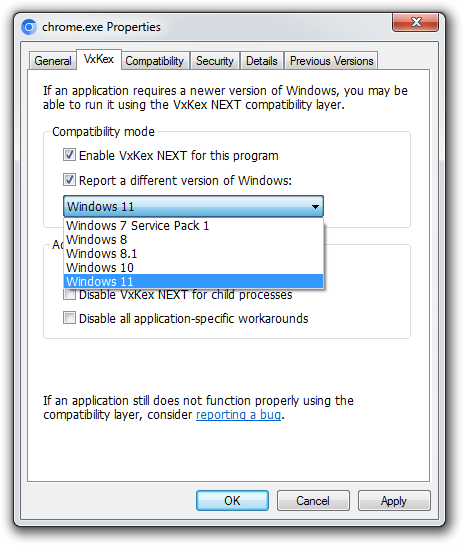 chrome.exe Properties
General VxKex Compatibility Security Details Previous Versions
If an application requires a newer version of Windows, you may be
able to run it using the VxKex NEXT compatibility layer.
Compatibility mode
Enable VxKex NEXT for this program
Report a different version of Windows:
Windows 11
Windows 7 Service Pack 1
Windows 8
Windows 8.1
Windows 10
Windows 11
Disable VxKex NEXT for child processes
Disable all application-specific workarounds
If an application still does not function properly using the
compatibility layer, consider reporting a bug.
OK Cancel Apply